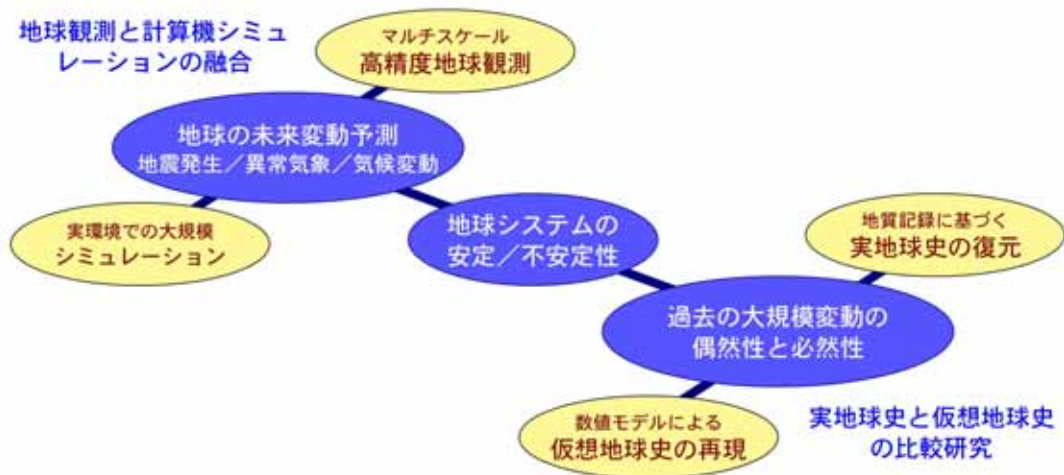 地球観測と計算機シミュ
レーションの融合
マルチスケール
高精度地球観測
地球の未来変動予測
地震発生／異常気象／気候変動
実環境での大規模
シミュレーション
地球システムの
安定／不安定性
地質記録に基づく
実地球史の復元
過去の大規模変動の
偶然性と必然性
数値モデルによる
仮想地球史の再現
実地球史と仮想地球史
の比較研究